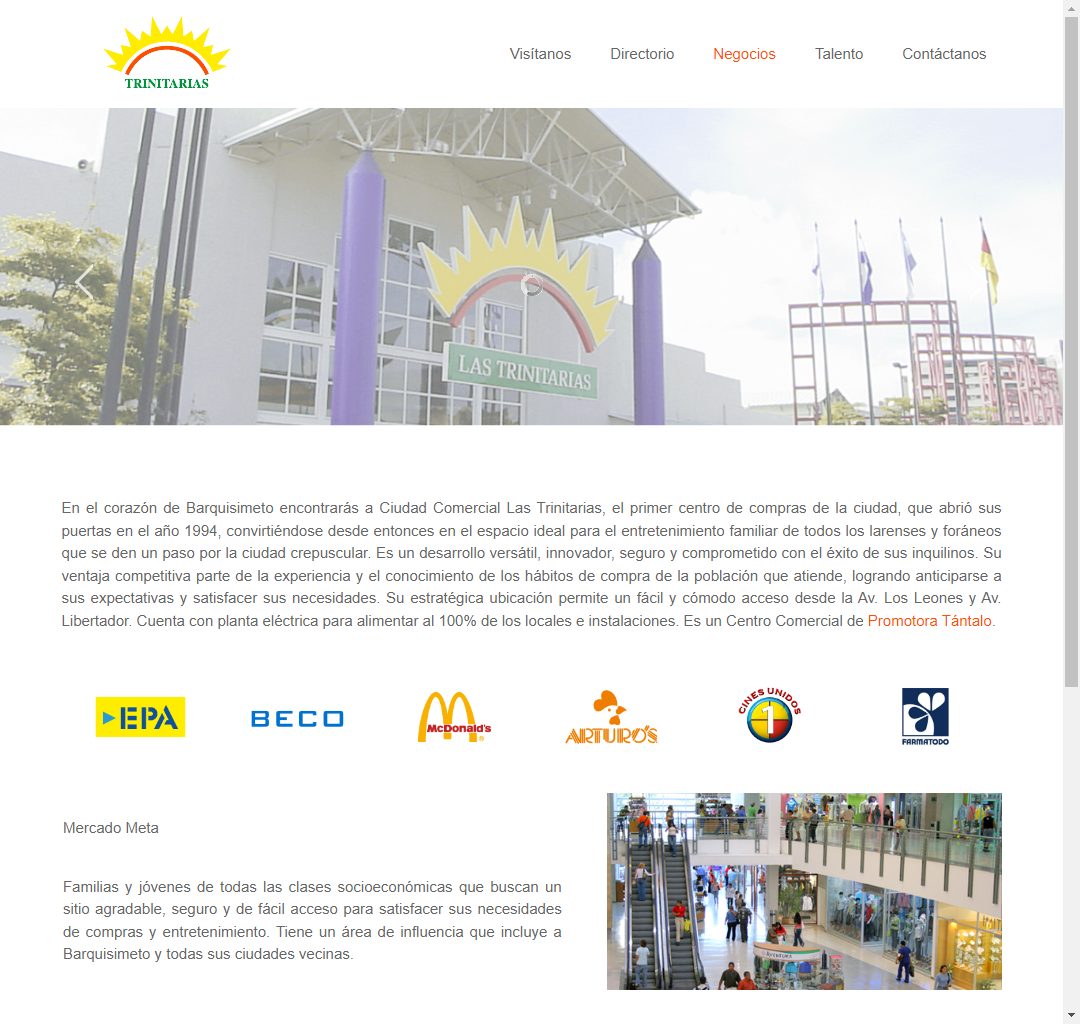 TRINITARIAS
Visítanos
Directorio
Negocios
Talento
Contáctanos
LAS TRINITARIAS
En el corazón de Barquisimeto encontrarás a Ciudad Comercial Las Trinitarias, el primer centro de compras de la ciudad, que abrió sus
puertas en el año 1994, convirtiéndose desde entonces en el espacio ideal para el entretenimiento familiar de todos los larenses y foráneos
que se den un paso por la ciudad crepuscular. Es un desarrollo versátil, innovador, seguro y comprometido con el éxito de sus inquilinos. Su
ventaja competitiva parte de la experiencia y el conocimiento de los hábitos de compra de la población que atiende, logrando anticiparse a
sus expectativas y satisfacer sus necesidades. Su estratégica ubicación permite un fácil y cómodo acceso desde la Av. Los Leones y Av.
Libertador. Cuenta con planta eléctrica para alimentar al 100% de los locales e instalaciones. Es un Centro Comercial de Promotora Tántalo.
EPA
BECO
McDonald's
ARTURO'S
CINES UNIDOS
1
FARMATODO
Mercado Meta
Familias y jóvenes de todas las clases socioeconómicas que buscan un
sitio agradable, seguro y de fácil acceso para satisfacer sus necesidades
de compras y entretenimiento. Tiene un área de influencia que incluye a
Barquisimeto y todas sus ciudades vecinas.